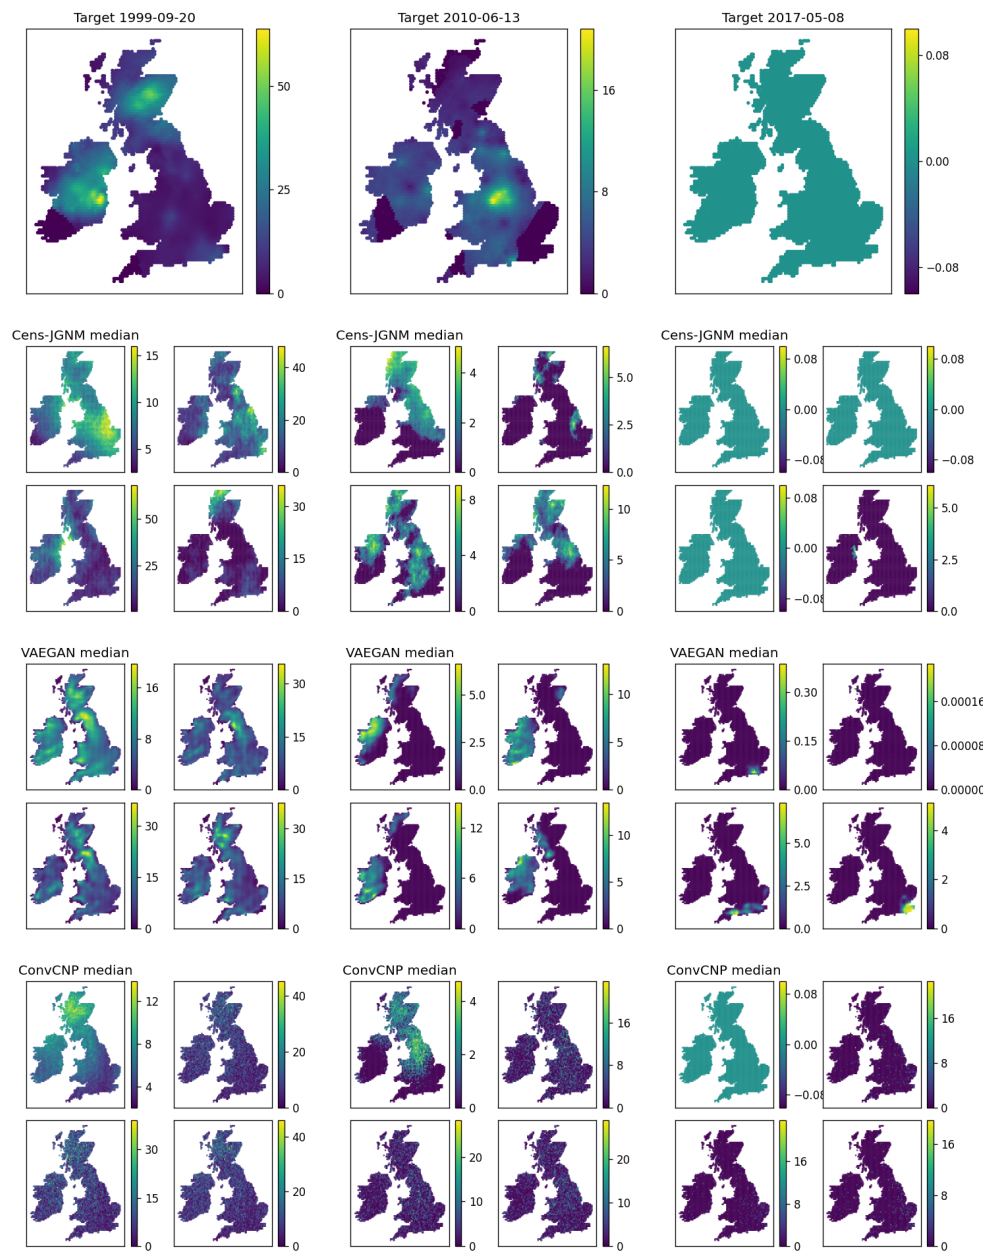 Target 1999-09-20 Target 2010-06-13 Target 2017-05-08
50 25 0
16 8 0
0.08 0.00 −0.08
Cens-JGNM median Cens-JGNM median Cens-JGNM median
15 10 5
40 20 0
4 2 0
5.0 2.5 0.0
0.08 0.00 −0.08
0.08 0.00 −0.08
50 25
30 15 0
8 4 0
10 5 0
0.08 0.00 −0.08
5.0 2.5 0.0
VAEGAN median VAEGAN median VAEGAN median
16 8 0
30 15 0
5.0 2.5 0.0
10 5 0
0.30 0.15 0.00
0.00016 0.00008 0.00000
30 15 0
30 15 0
12 6 0
10 5 0
5.0 2.5 0.0
4 2 0
ConvCNP median ConvCNP median ConvCNP median
12 8 4
40 20 0
4 2 0
16 8 0
0.08 0.00 −0.08
16 8 0
30 15 0
40 20 0
20 10 0
20 10 0
16 8 0
16 8 0